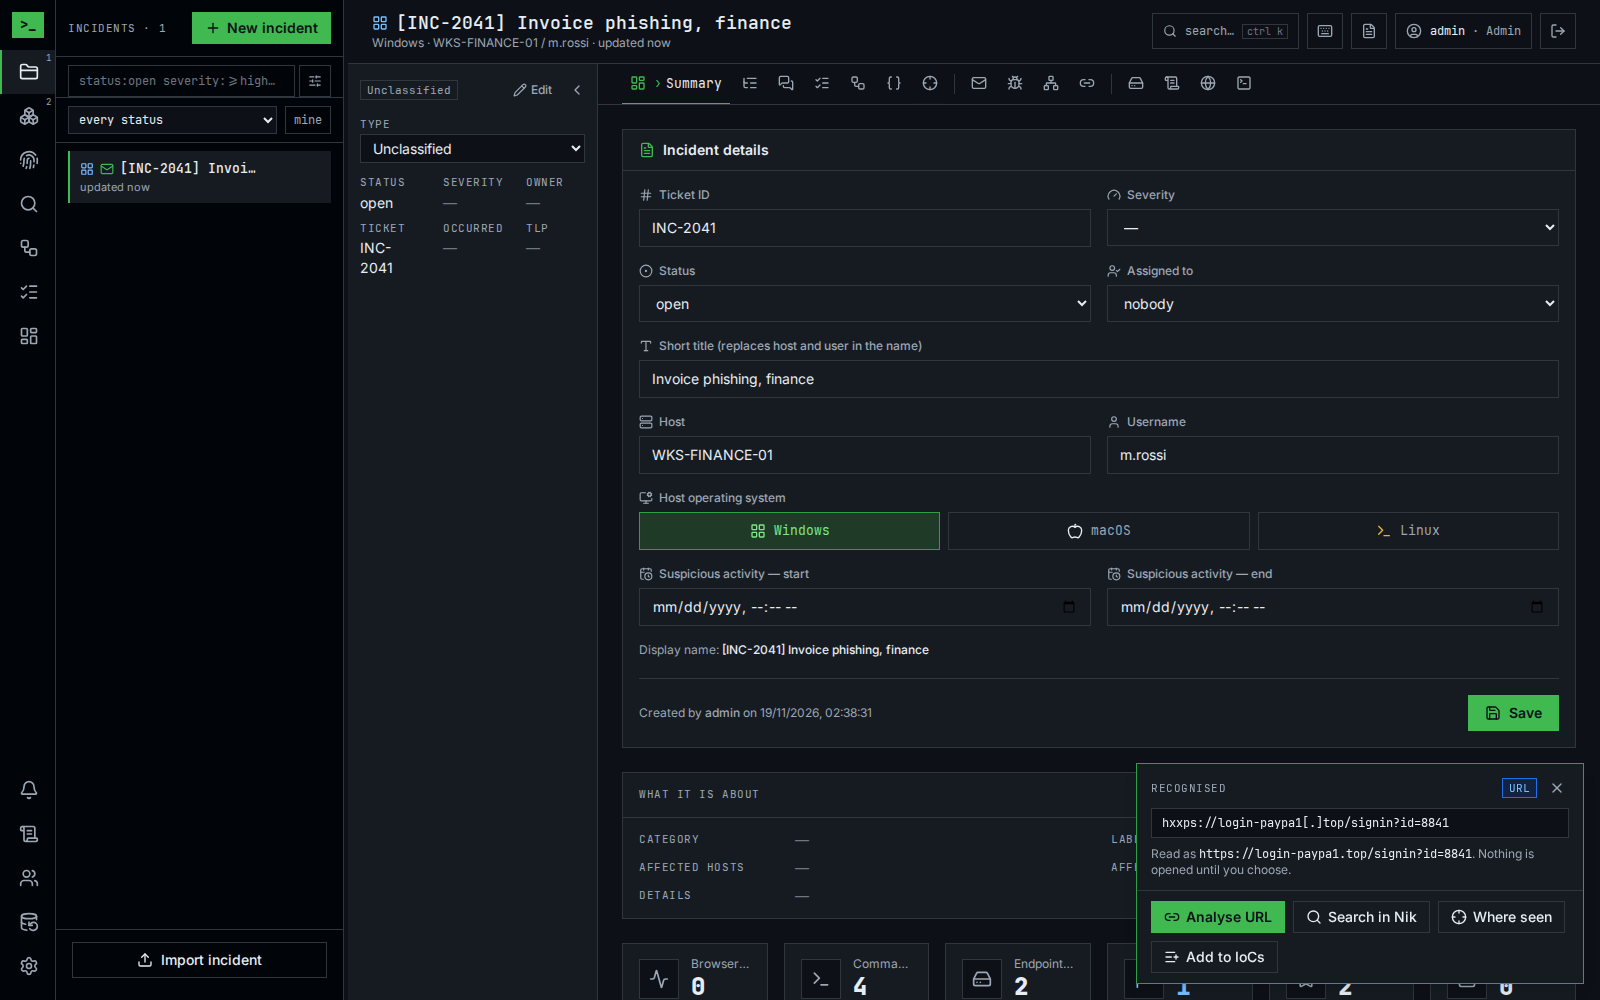 >_
INCIDENTS · 1
+ New incident
1
2
status:open severity:≥high…
every status
mine
[INC-2041] Invoi…
updated now
Import incident
[INC-2041] Invoice phishing, finance
Windows · WKS-FINANCE-01 / m.rossi · updated now
search… ctrl k
admin · Admin
Unclassified
Edit
TYPE
Unclassified
STATUS SEVERITY OWNER
open — —
TICKET OCCURRED TLP
INC-2041 — —
› Summary
Incident details
Ticket ID
Severity
INC-2041
—
Status
Assigned to
open
nobody
Short title (replaces host and user in the name)
Invoice phishing, finance
Host
Username
WKS-FINANCE-01
m.rossi
Host operating system
Windows
macOS
Linux
Suspicious activity — start
Suspicious activity — end
mm/dd/yyyy, --:-- --
mm/dd/yyyy, --:-- --
Display name: [INC-2041] Invoice phishing, finance
Created by admin on 19/11/2026, 02:38:31
Save
WHAT IT IS ABOUT
CATEGORY —
AFFECTED HOSTS —
DETAILS —
Browser…
0
Comma…
4
Endpoint…
2
1
2
0
RECOGNISED
URL
hxxps://login-paypa1[.]top/signin?id=8841
Read as https://login-paypa1.top/signin?id=8841. Nothing is
opened until you choose.
Analyse URL
Search in Nik
Where seen
Add to IoCs